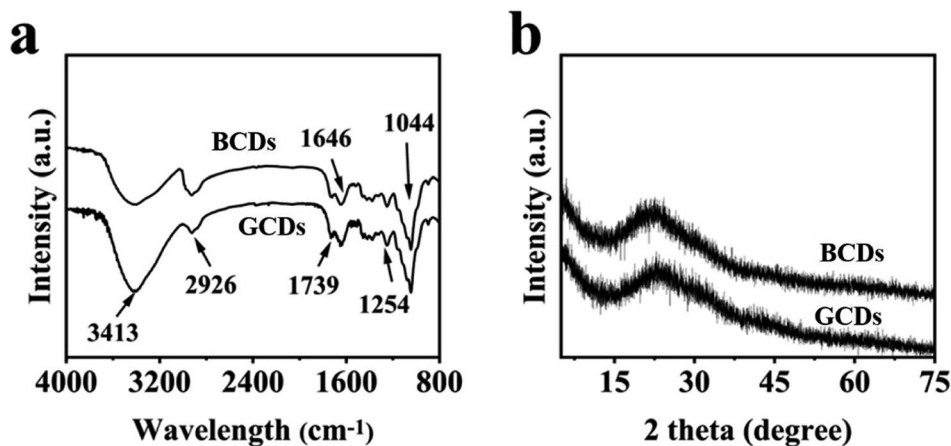 a
b
Intensity (a.u.)
BCDs
GCDs
1646
1044
2926
1739
1254
3413
4000 3200 2400 1600 800
Wavelength (cm-1)
Intensity (a.u.)
BCDs
GCDs
15 30 45 60 75
2 theta (degree)